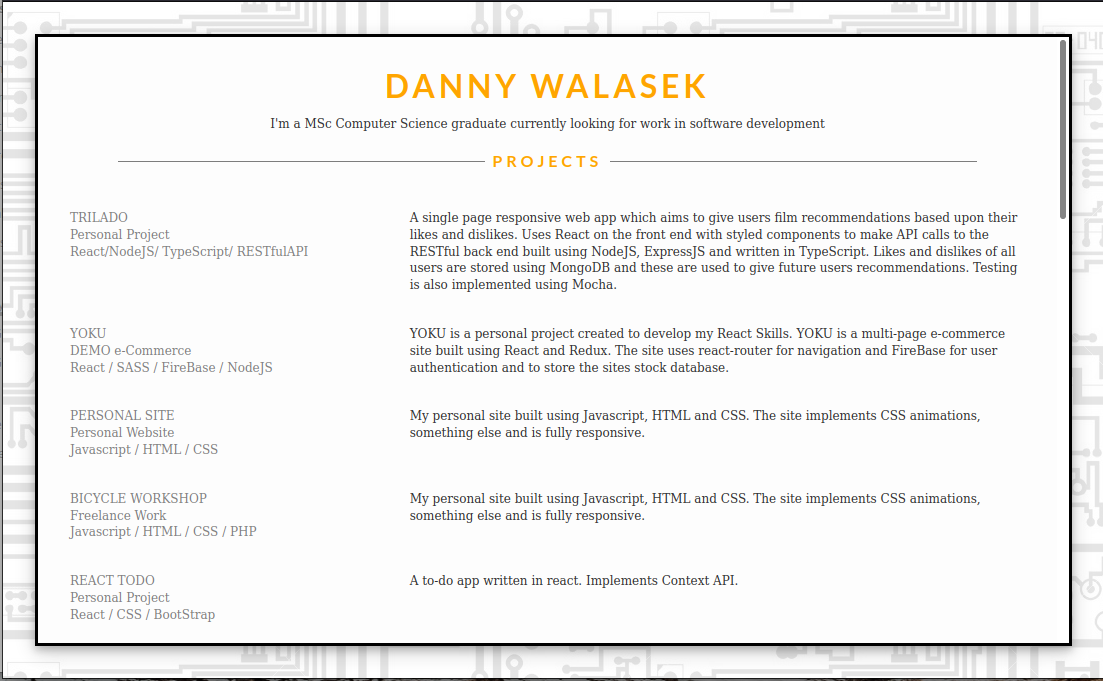 DANNY WALASEK
I'm a MSc Computer Science graduate currently looking for work in software development
PROJECTS
TRILADO
Personal Project
React/NodeJS/ TypeScript/ RESTfulAPI
A single page responsive web app which aims to give users film recommendations based upon their
likes and dislikes. Uses React on the front end with styled components to make API calls to the
RESTful back end built using NodeJS, ExpressJS and written in TypeScript. Likes and dislikes of all
users are stored using MongoDB and these are used to give future users recommendations. Testing
is also implemented using Mocha.
YOKU
DEMO e-Commerce
React / SASS / FireBase / NodeJS
YOKU is a personal project created to develop my React Skills. YOKU is a multi-page e-commerce
site built using React and Redux. The site uses react-router for navigation and FireBase for user
authentication and to store the sites stock database.
PERSONAL SITE
Personal Website
Javascript / HTML / CSS
My personal site built using Javascript, HTML and CSS. The site implements CSS animations,
something else and is fully responsive.
BICYCLE WORKSHOP
Freelance Work
Javascript / HTML / CSS / PHP
My personal site built using Javascript, HTML and CSS. The site implements CSS animations,
something else and is fully responsive.
REACT TODO
Personal Project
React / CSS / BootStrap
A to-do app written in react. Implements Context API.